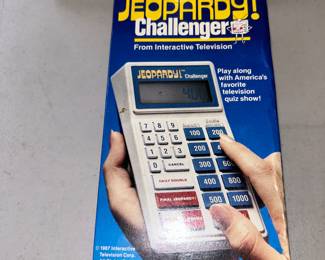 JEOPARDY!
Challenger
From Interactive Television
Play along
with America's
favorite
television
quiz show!
JEOPARDY!™
Challenger
400
7 8 9
4 5 6
1 2 3
0
100 200
200
300 600
400 800
500 1000
DAILY DOUBLE
FINAL JEOPARDY!
© 1987 Interactive
Television Corp.